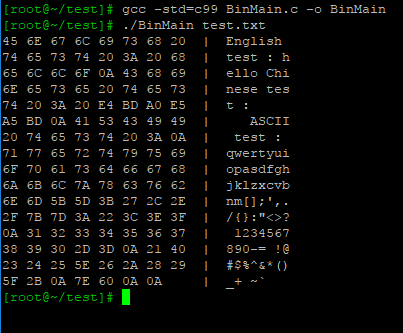 [root@~/test]# gcc -std=c99 BinMain.c -o BinMain
[root@~/test]# ./BinMain test.txt
45 6E 67 6C 69 73 68 20 | English
74 65 73 74 20 3A 20 68 | test : h
65 6C 6C 6F 0A 43 68 69 | ello Chi
6E 65 73 65 20 74 65 73 | nese tes
74 20 3A 20 E4 BD A0 E5 | t :
A5 BD 0A 41 53 43 49 49 | ASCII
20 74 65 73 74 20 3A 0A | test :
71 77 65 72 74 79 75 69 | qwertyui
6F 70 61 73 64 66 67 68 | opasdfgh
6A 6B 6C 7A 78 63 76 62 | jklzxcvb
6E 6D 5B 5D 3B 27 2C 2E | nm[];',.
2F 7B 7D 3A 22 3C 3E 3F | /{}:"<>?
0A 31 32 33 34 35 36 37 | 1234567
38 39 30 2D 3D 0A 21 40 | 890-= !@
23 24 25 5E 26 2A 28 29 | #$%^&*()
5F 2B 0A 7E 60 0A 0A | _+ ~`
[root@~/test]#